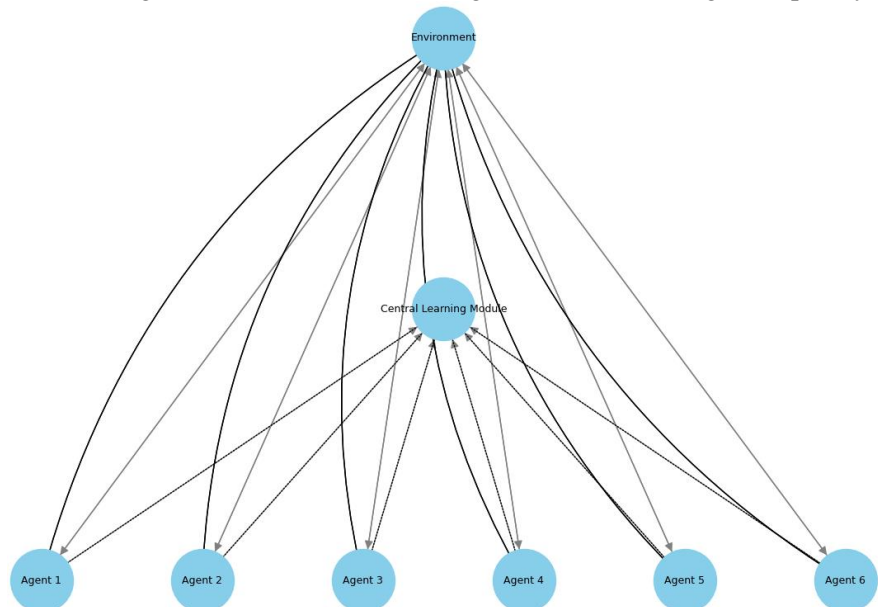 Environment
Central Learning Module
Agent 1
Agent 2
Agent 3
Agent 4
Agent 5
Agent 6